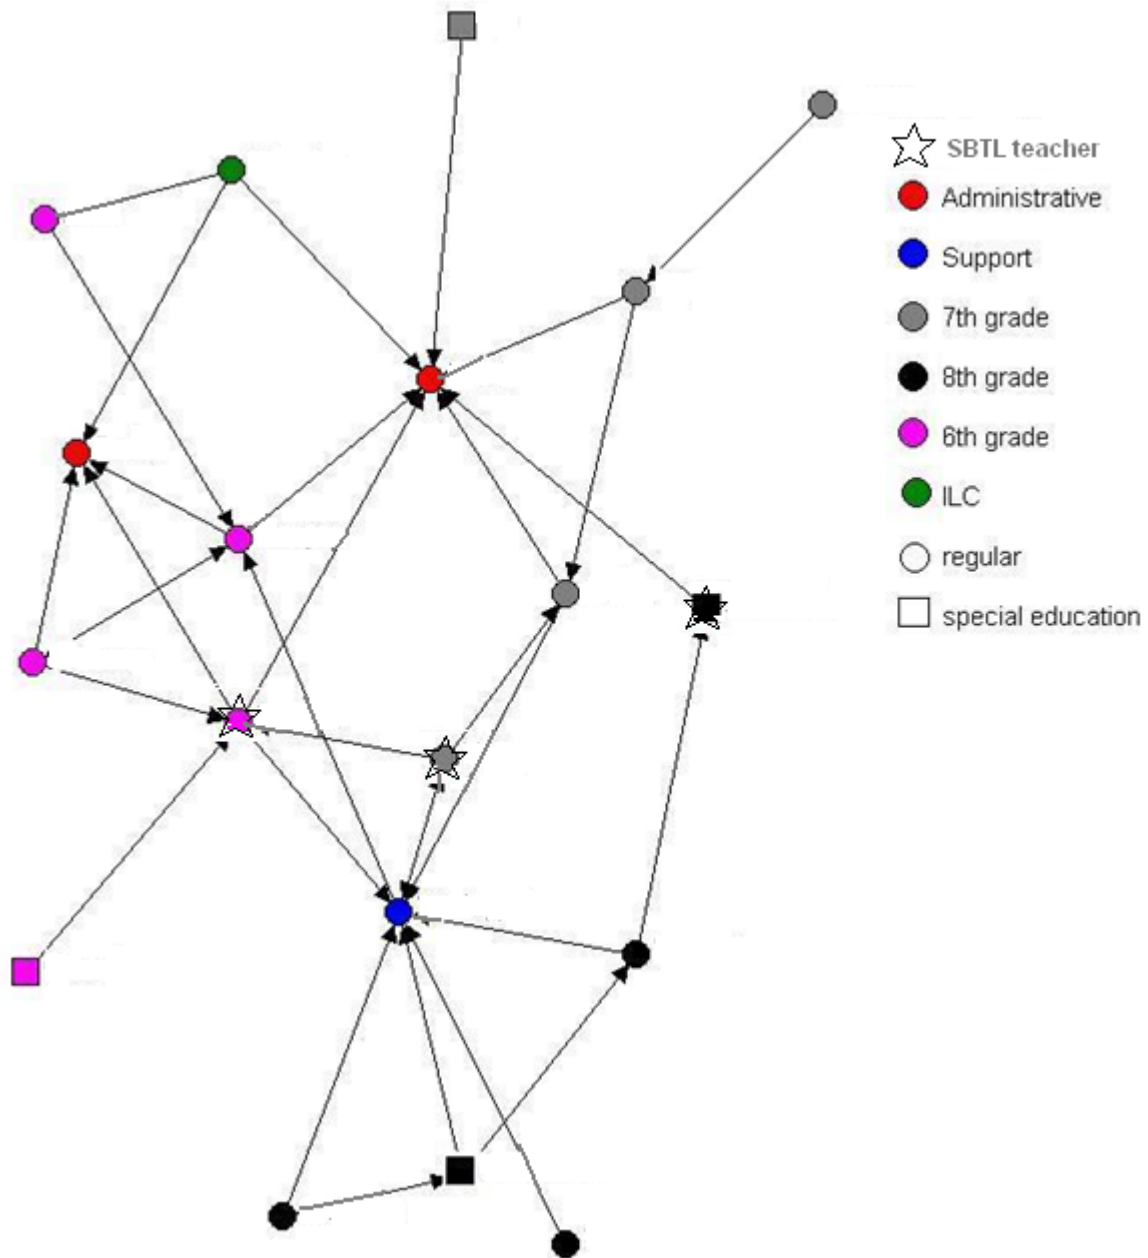 SBTL teacher
Administrative
Support
7th grade
8th grade
6th grade
ILC
regular
special education